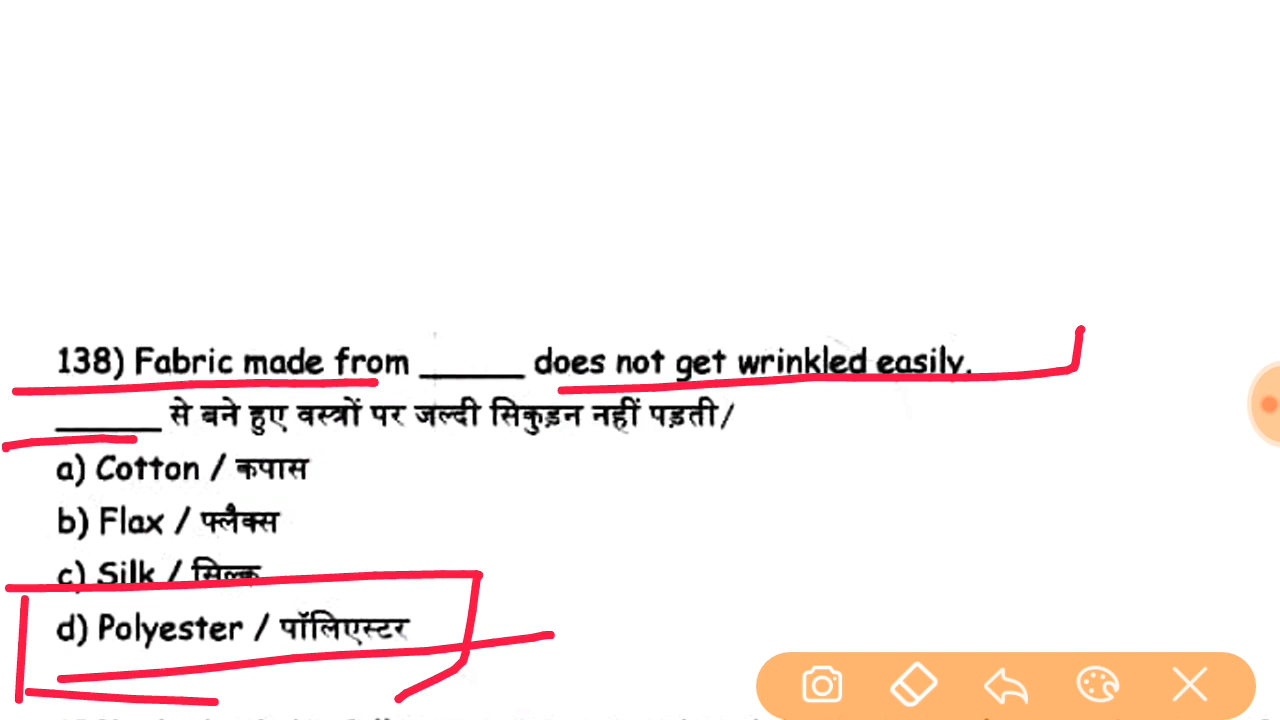 138) Fabric made from ______ does not get wrinkled easily.
______ से बने हुए वस्त्रों पर जल्दी सिकुड़न नहीं पड़ती/
a) Cotton / कपास
b) Flax / फ्लैक्स
c) Silk / सिल्क
d) Polyester / पॉलिएस्टर